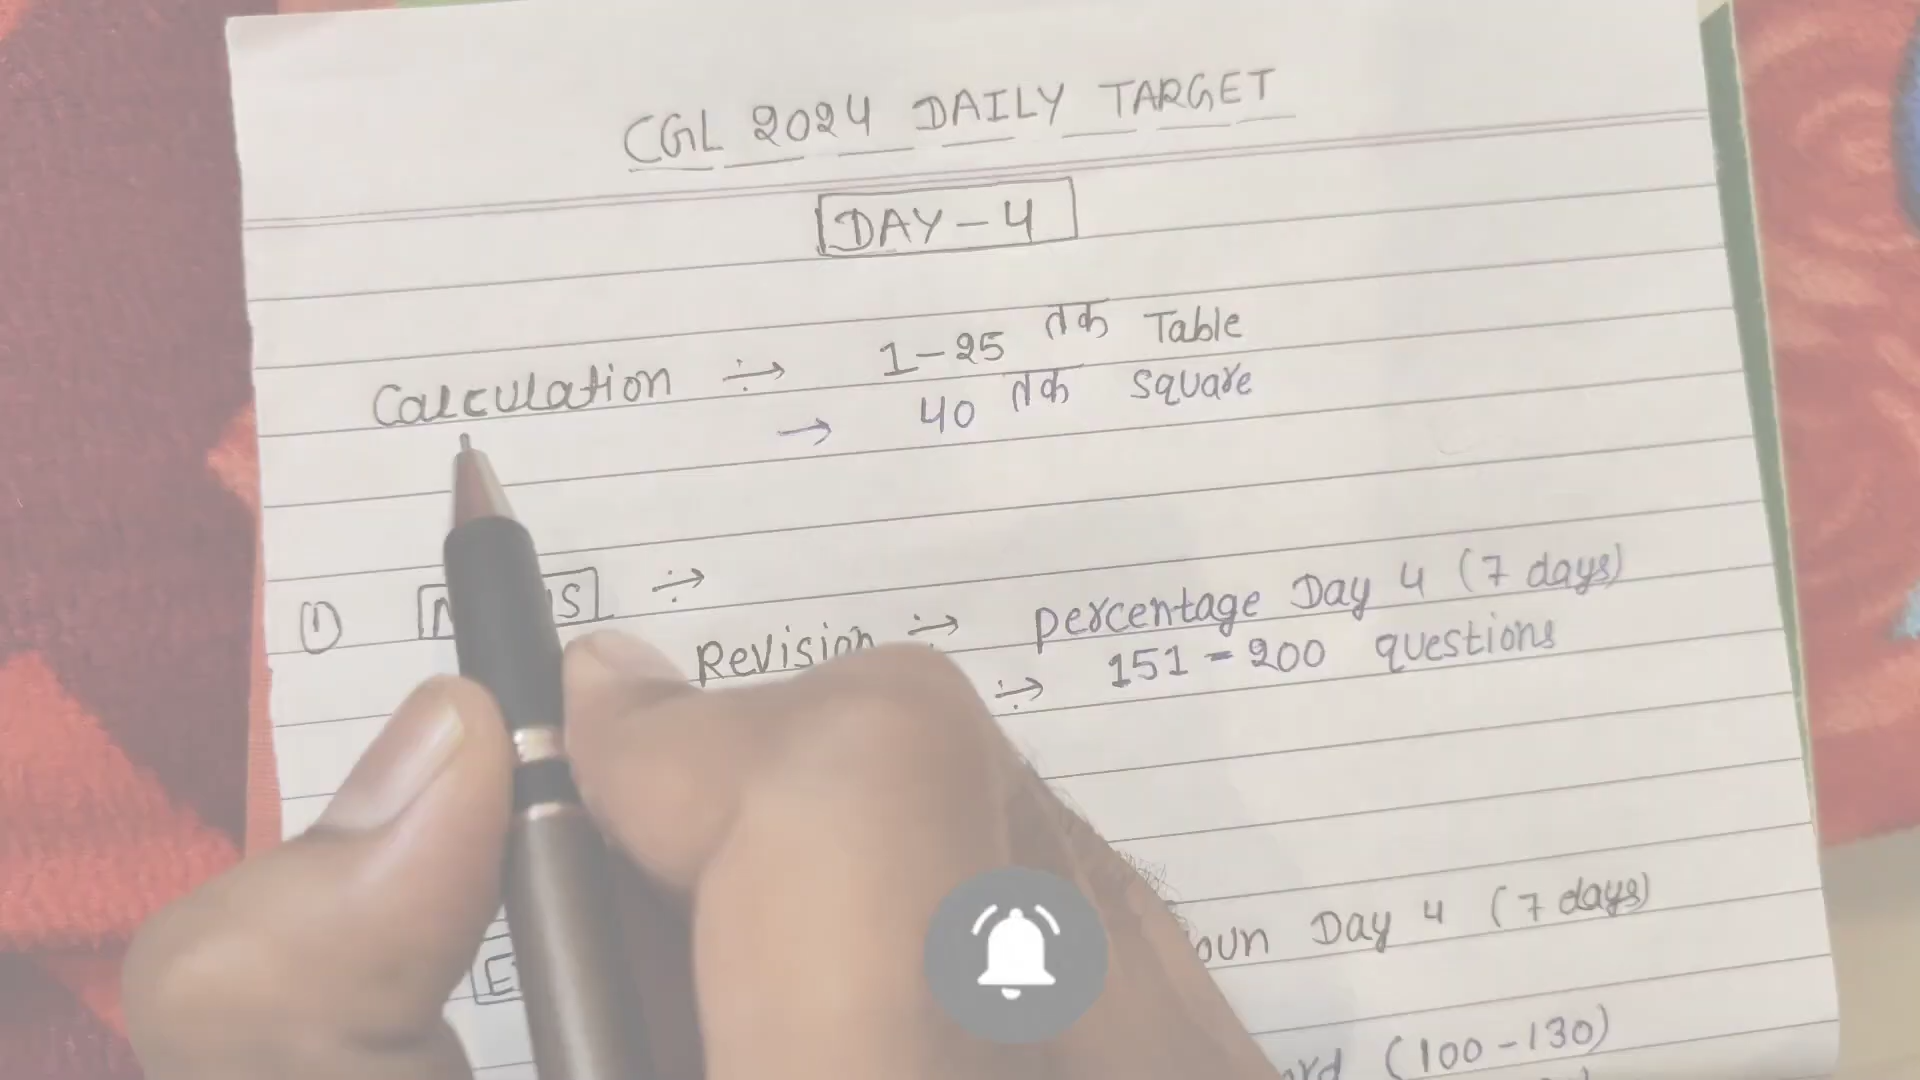 CGL 2024 DAILY TARGET
DAY - 4
Calculation ÷→ 1-25 तक Table
→ 40 तक square
① ÷→
Revision ÷→ percentage Day 4 (7 days)
÷→ 151 - 200 questions
Day 4 (7 days)
(100-130)